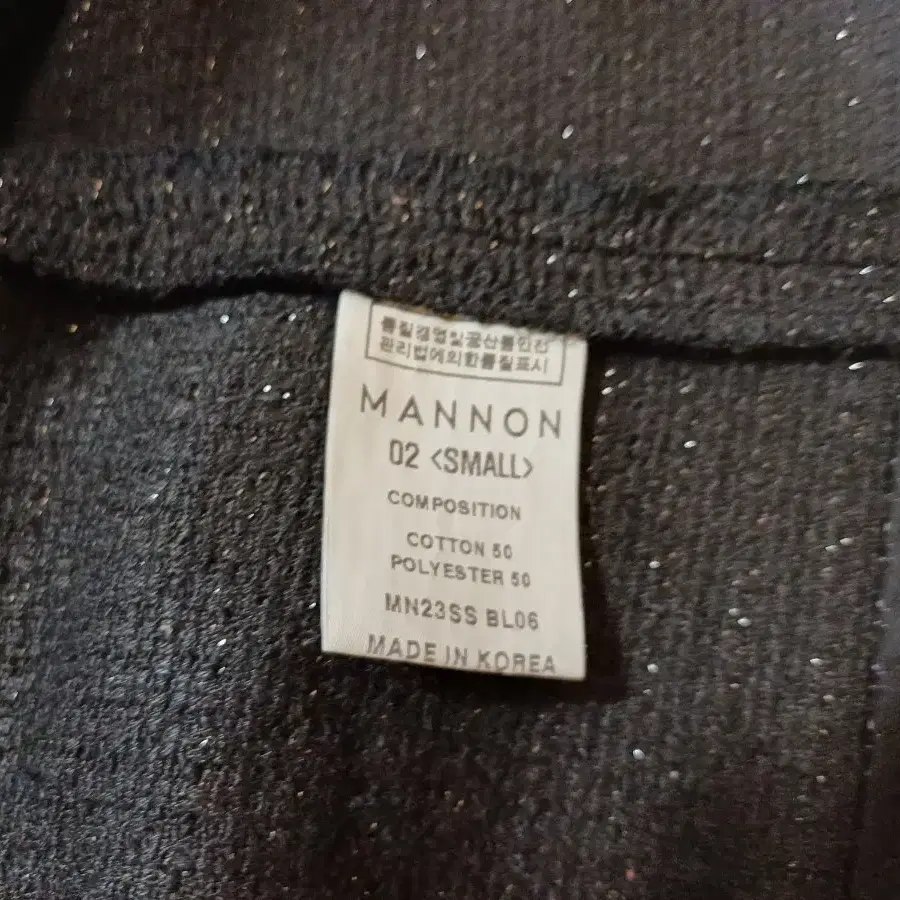 품질경영및공산품안전
관리법에의한품질표시
MANNON
02 <SMALL>
COMPOSITION
COTTON 50
POLYESTER 50
MN23SS BL06
MADE IN KOREA